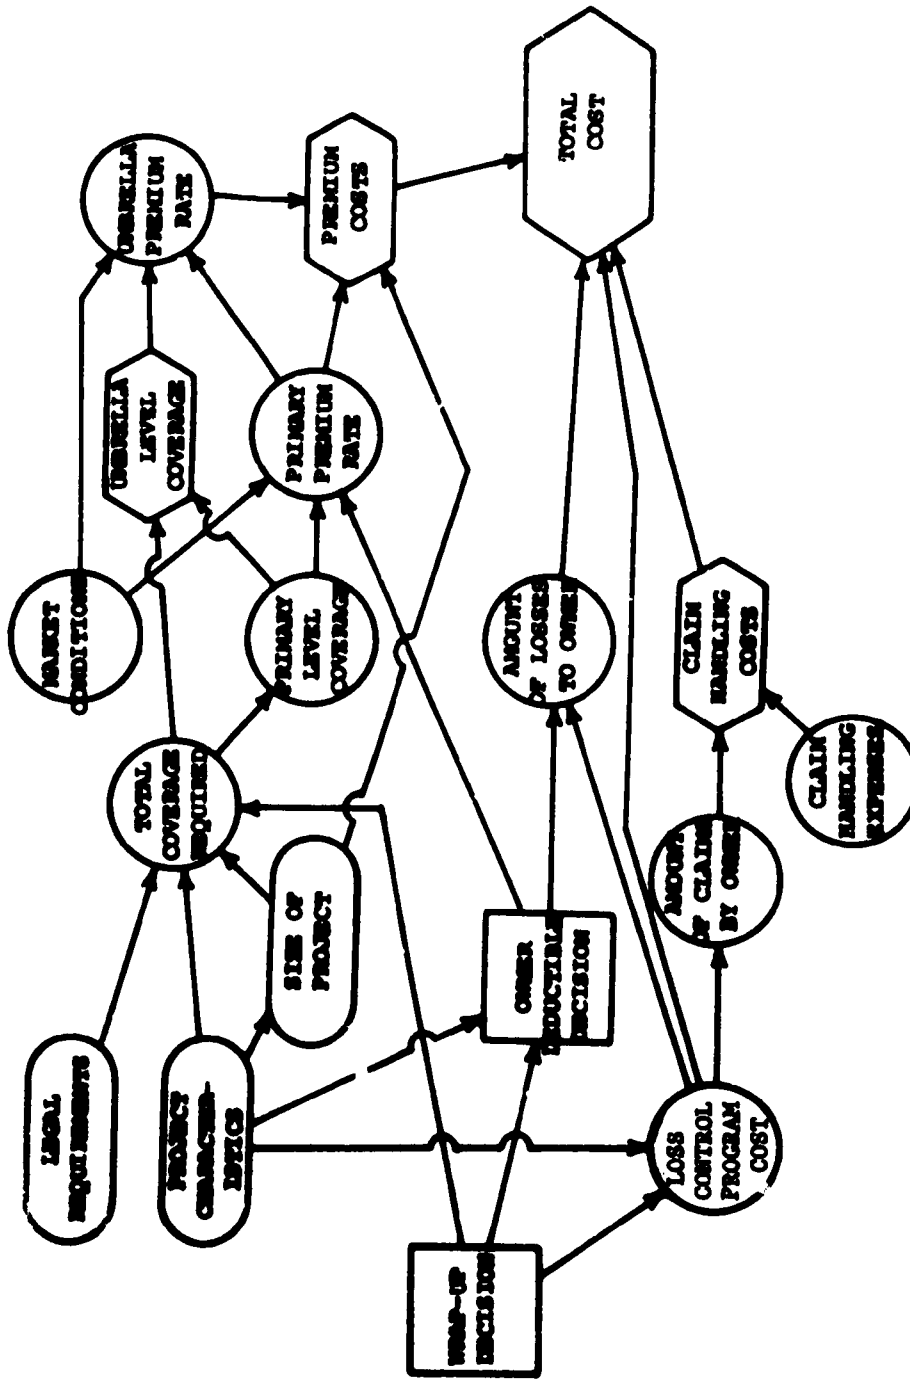 LEGAL
REQUIREMENTS
PROJECT
CHARACTER-
ISTICS
WRAP-UP
DECISION
SIZE OF
PROJECT
TOTAL
COVERAGE
REQUIRED
OWNER
DEDUCTIBLE
DECISION
LOSS
CONTROL
PROGRAM
COST
MARKET
CONDITIONS
PRIMARY
LEVEL
COVERAGE
AMOUNT
OF LOSSES
TO OWNER
AMOUNT
OF CLAIMS
BY OWNER
CLAIM
HANDLING
EXPENSES
CLAIM
HANDLING
COSTS
UMBRELLA
LEVEL
COVERAGE
PRIMARY
PREMIUM
RATE
UMBRELLA
PREMIUM
RATE
PREMIUM
COSTS
TOTAL
COST